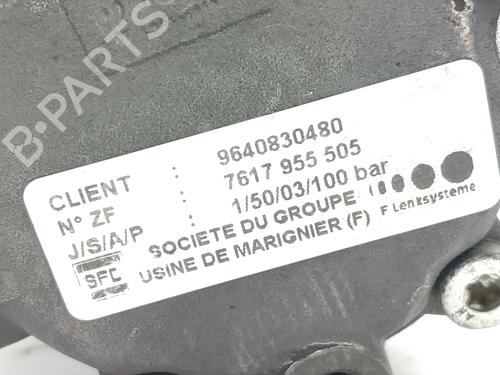 B-PARTS
CLIENT : 9640830480
N° ZF : 7617 955 505
J/S/A/P : 1/50/03/100 bar
SFD SOCIETE DU GROUPE F Lenksysteme
USINE DE MARIGNIER (F)